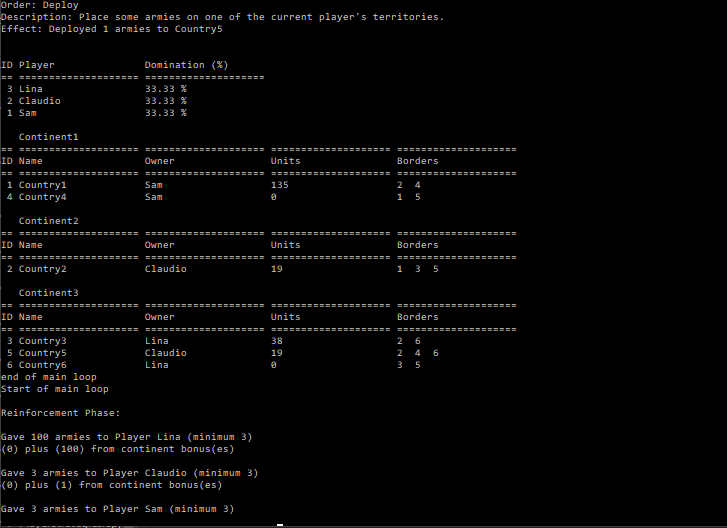 Order: Deploy
Description: Place some armies on one of the current player's territories.
Effect: Deployed 1 armies to Country5
ID Player Domination (%)
== ==================== ====================
3 Lina 33.33 %
2 Claudio 33.33 %
1 Sam 33.33 %
Continent1
== ==================== ==================== ==================== ====================
ID Name Owner Units Borders
== ==================== ==================== ==================== ====================
1 Country1 Sam 135 2 4
4 Country4 Sam 0 1 5
Continent2
== ==================== ==================== ==================== ====================
ID Name Owner Units Borders
== ==================== ==================== ==================== ====================
2 Country2 Claudio 19 1 3 5
Continent3
== ==================== ==================== ==================== ====================
ID Name Owner Units Borders
== ==================== ==================== ==================== ====================
3 Country3 Lina 38 2 6
5 Country5 Claudio 19 2 4 6
6 Country6 Lina 0 3 5
end of main loop
Start of main loop
Reinforcement Phase:
Gave 100 armies to Player Lina (minimum 3)
(0) plus (100) from continent bonus(es)
Gave 3 armies to Player Claudio (minimum 3)
(0) plus (1) from continent bonus(es)
Gave 3 armies to Player Sam (minimum 3)